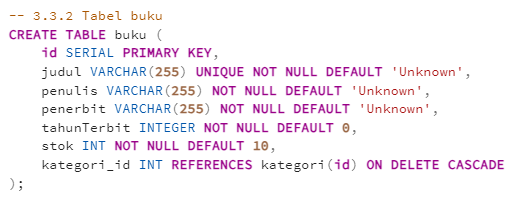 -- 3.3.2 Tabel buku
CREATE TABLE buku (
    id SERIAL PRIMARY KEY,
    judul VARCHAR(255) UNIQUE NOT NULL DEFAULT 'Unknown',
    penulis VARCHAR(255) NOT NULL DEFAULT 'Unknown',
    penerbit VARCHAR(255) NOT NULL DEFAULT 'Unknown',
    tahunTerbit INTEGER NOT NULL DEFAULT 0,
    stok INT NOT NULL DEFAULT 10,
    kategori_id INT REFERENCES kategori(id) ON DELETE CASCADE
);